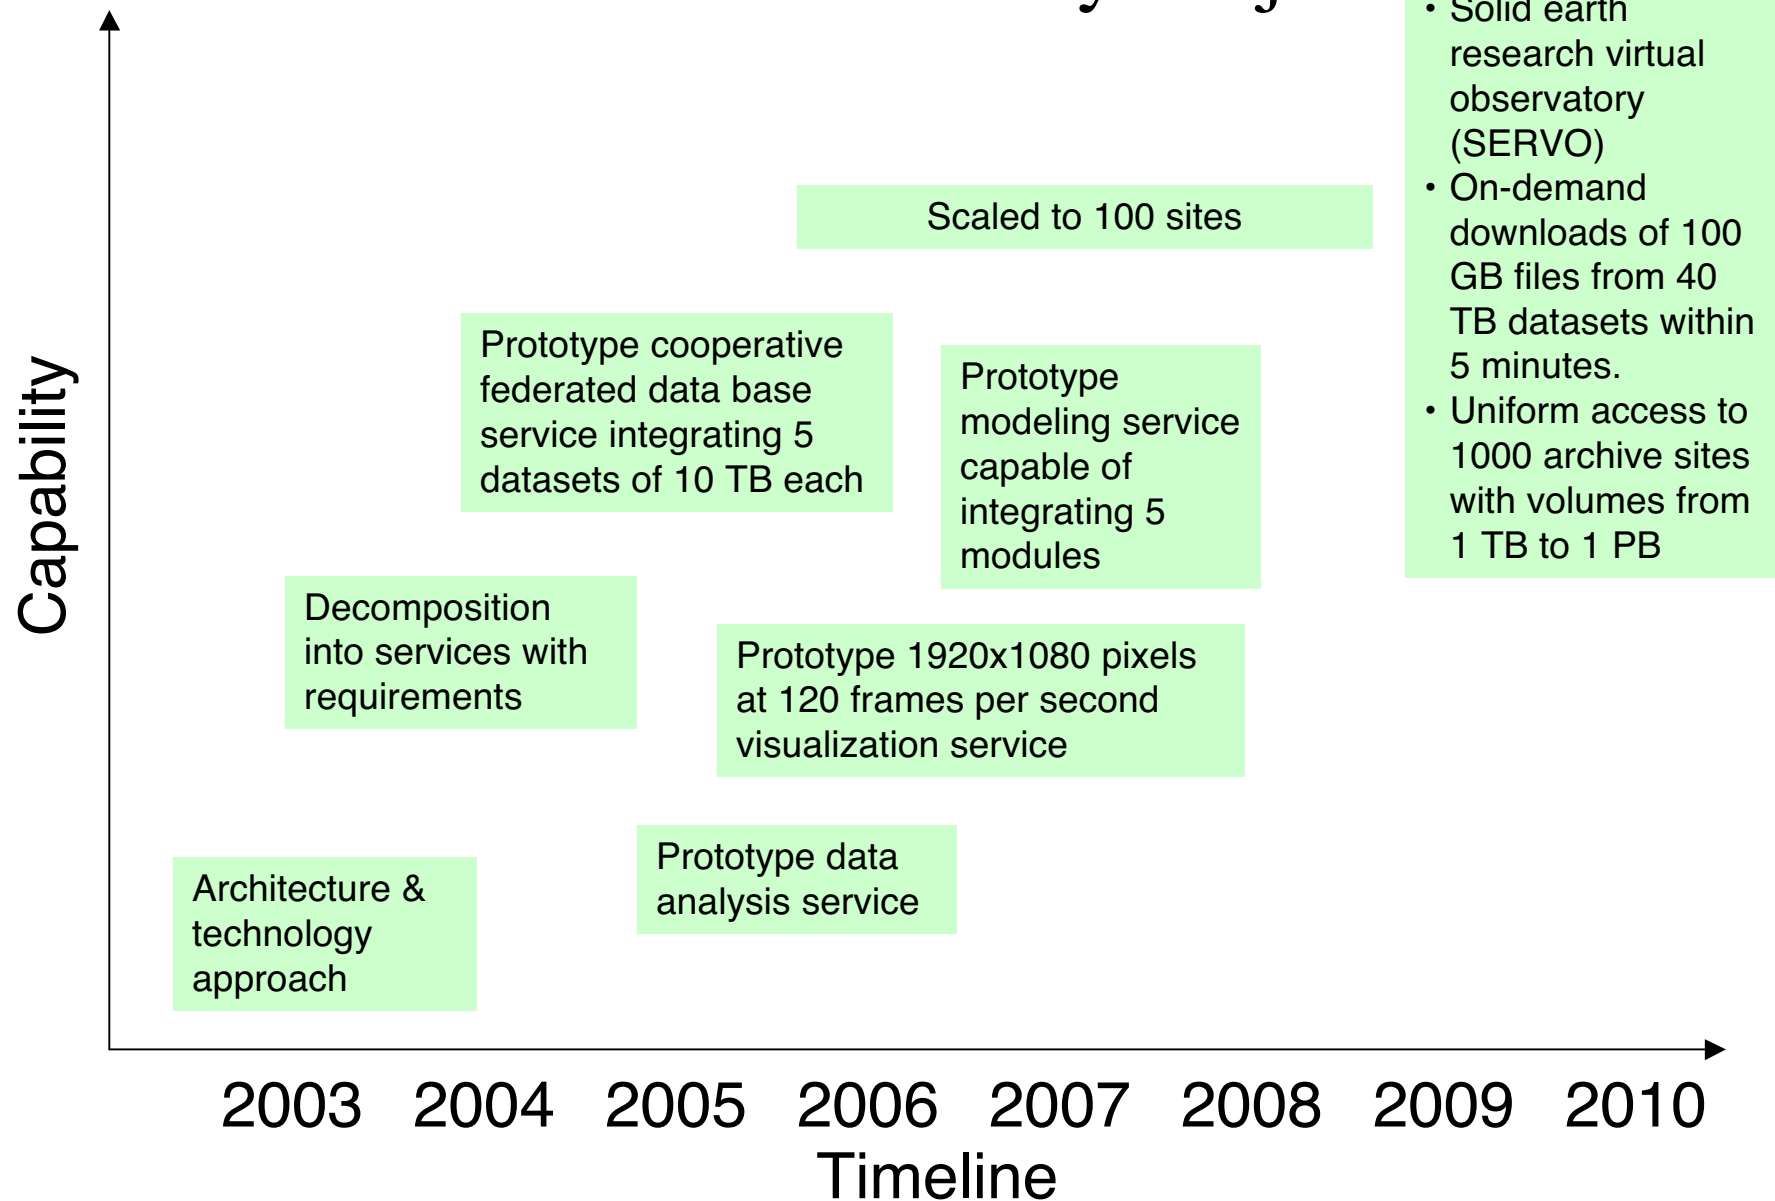 • Solid earth
research virtual
observatory
(SERVO)
• On-demand
downloads of 100
GB files from 40
TB datasets within
5 minutes.
• Uniform access to
1000 archive sites
with volumes from
1 TB to 1 PB
Scaled to 100 sites
Prototype cooperative
federated data base
service integrating 5
datasets of 10 TB each
Prototype
modeling service
capable of
integrating 5
modules
Capability
Decomposition
into services with
requirements
Prototype 1920x1080 pixels
at 120 frames per second
visualization service
Prototype data
analysis service
Architecture &
technology
approach
2003 2004 2005 2006 2007 2008 2009 2010
Timeline